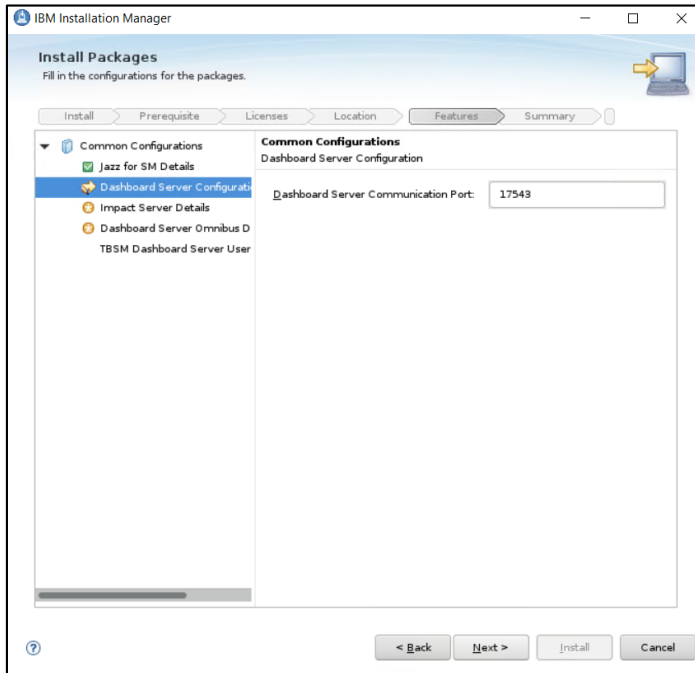 IBM Installation Manager
Install Packages
Fill in the configurations for the packages.
Install
Prerequisite
Licenses
Location
Features
Summary
Common Configurations
Jazz for SM Details
Dashboard Server Configurati
Impact Server Details
Dashboard Server Omnibus D
TBSM Dashboard Server User
Common Configurations
Dashboard Server Configuration
Dashboard Server Communication Port:
17543
?
< Back
Next >
Install
Cancel